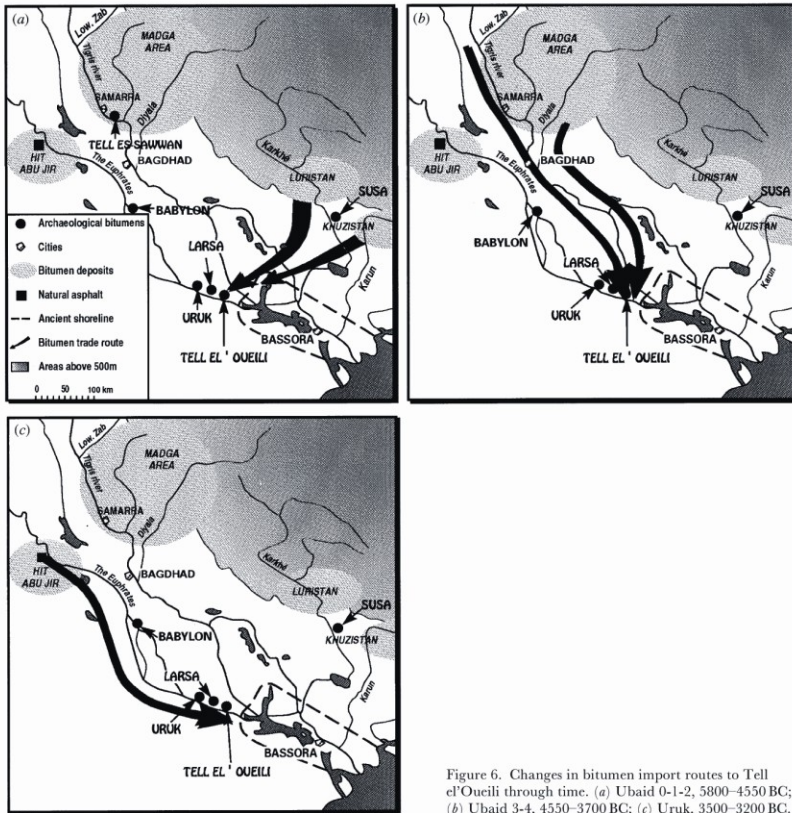 (a)
Low. Zab
MADGA
AREA
Tigris river
SAMARRA
Diyala
TELL ES SAWWAN
HIT
ABU JIR
BAGDHAD
The Euphrates
Karkhé
LURISTAN
SUSA
BABYLON
KHUZISTAN
LARSA
Karun
URUK
BASSORA
TELL EL' OUEILI
Archaeological bitumens
Cities
Bitumen deposits
Natural asphalt
Ancient shoreline
Bitumen trade route
Areas above 500m
0 50 100 km
(b)
Low. Zab
MADGA
AREA
Tigris river
SAMARRA
Diyala
HIT
ABU JIR
BAGDHAD
The Euphrates
Karkhé
LURISTAN
SUSA
BABYLON
KHUZISTAN
LARSA
Karun
URUK
BASSORA
TELL EL' OUEILI
(c)
Low. Zab
MADGA
AREA
Tigris river
SAMARRA
Diyala
HIT
ABU JIR
BAGDHAD
The Euphrates
Karkhé
LURISTAN
SUSA
BABYLON
KHUZISTAN
LARSA
Karun
URUK
BASSORA
TELL EL' OUEILI
Figure 6. Changes in bitumen import routes to Tell
el'Oueili through time. (a) Ubaid 0-1-2, 5800–4550 BC;
(b) Ubaid 3-4, 4550–3700 BC; (c) Uruk, 3500–3200 BC.